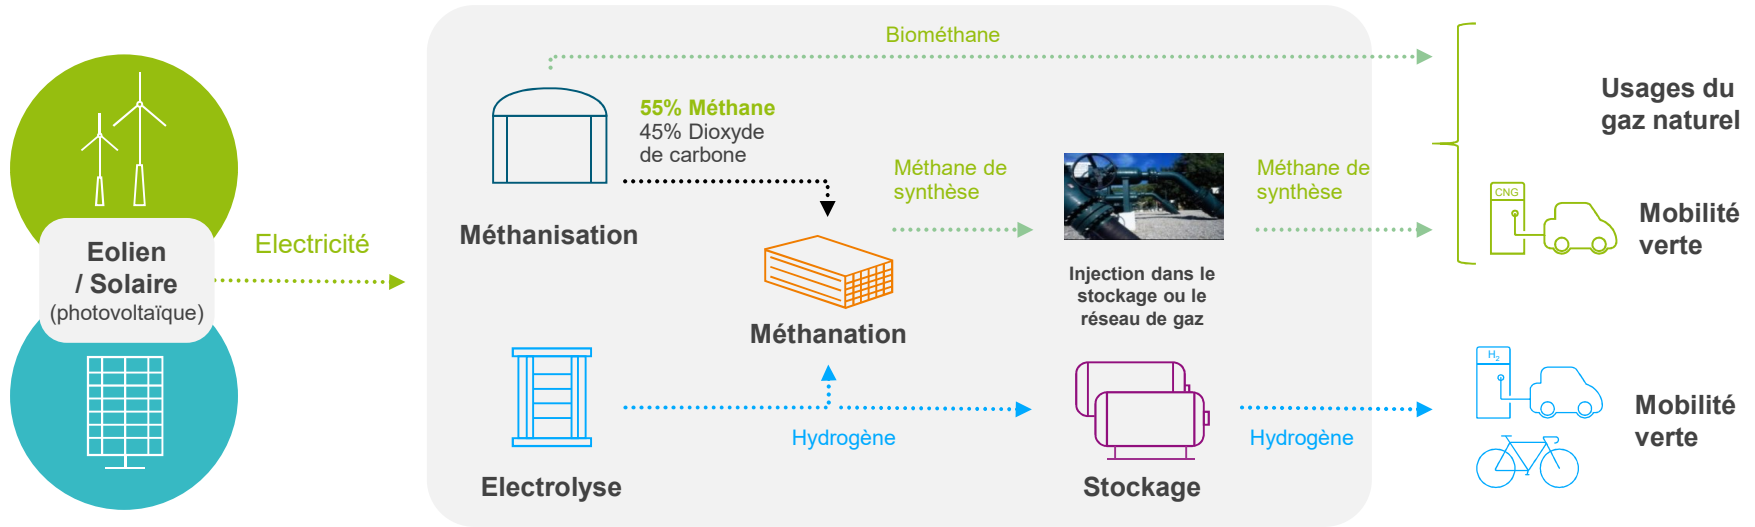 Biométhane
Eolien
/ Solaire
(photovoltaïque)
Electricité
55% Méthane
45% Dioxyde
de carbone
Méthanisation
Méthane de
synthèse
Méthane de
synthèse
Usages du
gaz naturel
CNG
Mobilité
verte
Injection dans le
stockage ou le
réseau de gaz
Méthanation
Electrolyse
Hydrogène
Stockage
Hydrogène
H2
Mobilité
verte